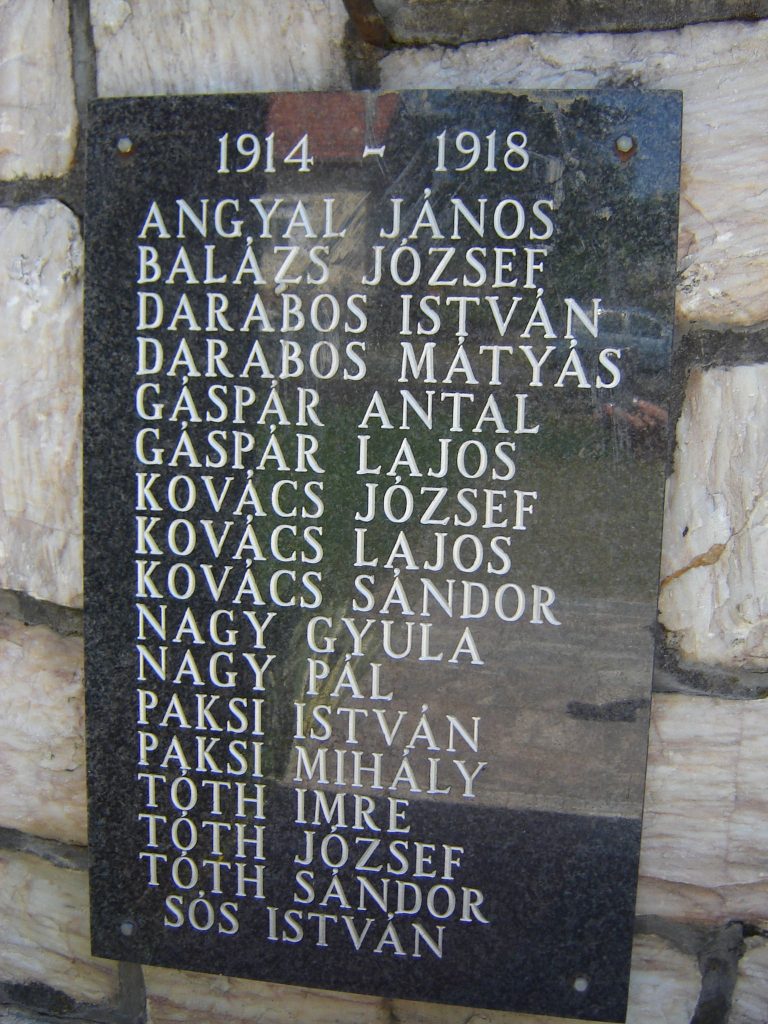 1914 - 1918
ANGYAL JÁNOS
BALÁZS JÓZSEF
DARABOS ISTVÁN
DARABOS MÁTYÁS
GÁSPÁR ANTAL
GÁSPÁR LAJOS
KOVÁCS JÓZSEF
KOVÁCS LAJOS
KOVÁCS SÁNDOR
NAGY GYULA
NAGY PÁL
PAKSI ISTVÁN
PAKSI MIHÁLY
TÓTH IMRE
TÓTH JÓZSEF
TÓTH SÁNDOR
SÓS ISTVÁN